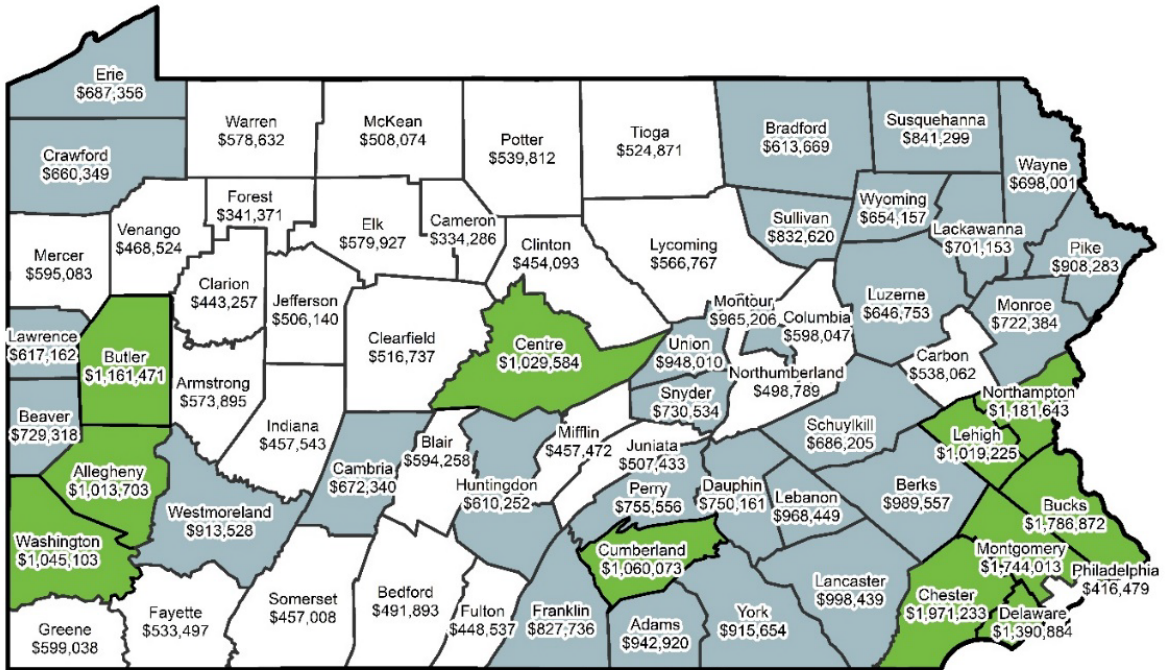 Erie
$687,356
Warren
$578,632
McKean
$508,074
Potter
$539,812
Tioga
$524,871
Bradford
$613,669
Susquehanna
$841,299
Wayne
$698,001
Crawford
$660,349
Forest
$341,371
Venango
$468,524
Elk
$579,927
Cameron
$334,286
Clinton
$454,093
Lycoming
$566,767
Sullivan
$832,620
Wyoming
$654,157
Lackawanna
$701,153
Pike
$908,283
Mercer
$595,083
Clarion
$443,257
Jefferson
$506,140
Clearfield
$516,737
Centre
$1,029,584
Montour
$965,206
Columbia
$598,047
Luzerne
$646,753
Monroe
$722,384
Lawrence
$617,162
Butler
$1,161,471
Armstrong
$573,895
Union
$948,010
Northumberland
$498,789
Carbon
$538,062
Northampton
$1,181,643
Beaver
$729,318
Indiana
$457,543
Snyder
$730,534
Schuylkill
$686,205
Lehigh
$1,019,225
Allegheny
$1,013,703
Cambria
$672,340
Blair
$594,258
Huntingdon
$610,252
Mifflin
$457,472
Juniata
$507,433
Perry
$755,556
Dauphin
$750,161
Lebanon
$968,449
Berks
$989,557
Bucks
$1,786,872
Westmoreland
$913,528
Washington
$1,045,103
Cumberland
$1,060,073
Montgomery
$1,744,013
Philadelphia
$416,479
Greene
$599,038
Fayette
$533,497
Somerset
$457,008
Bedford
$491,893
Fulton
$448,537
Franklin
$827,736
Adams
$942,920
York
$915,654
Lancaster
$998,439
Chester
$1,971,233
Delaware
$1,390,884